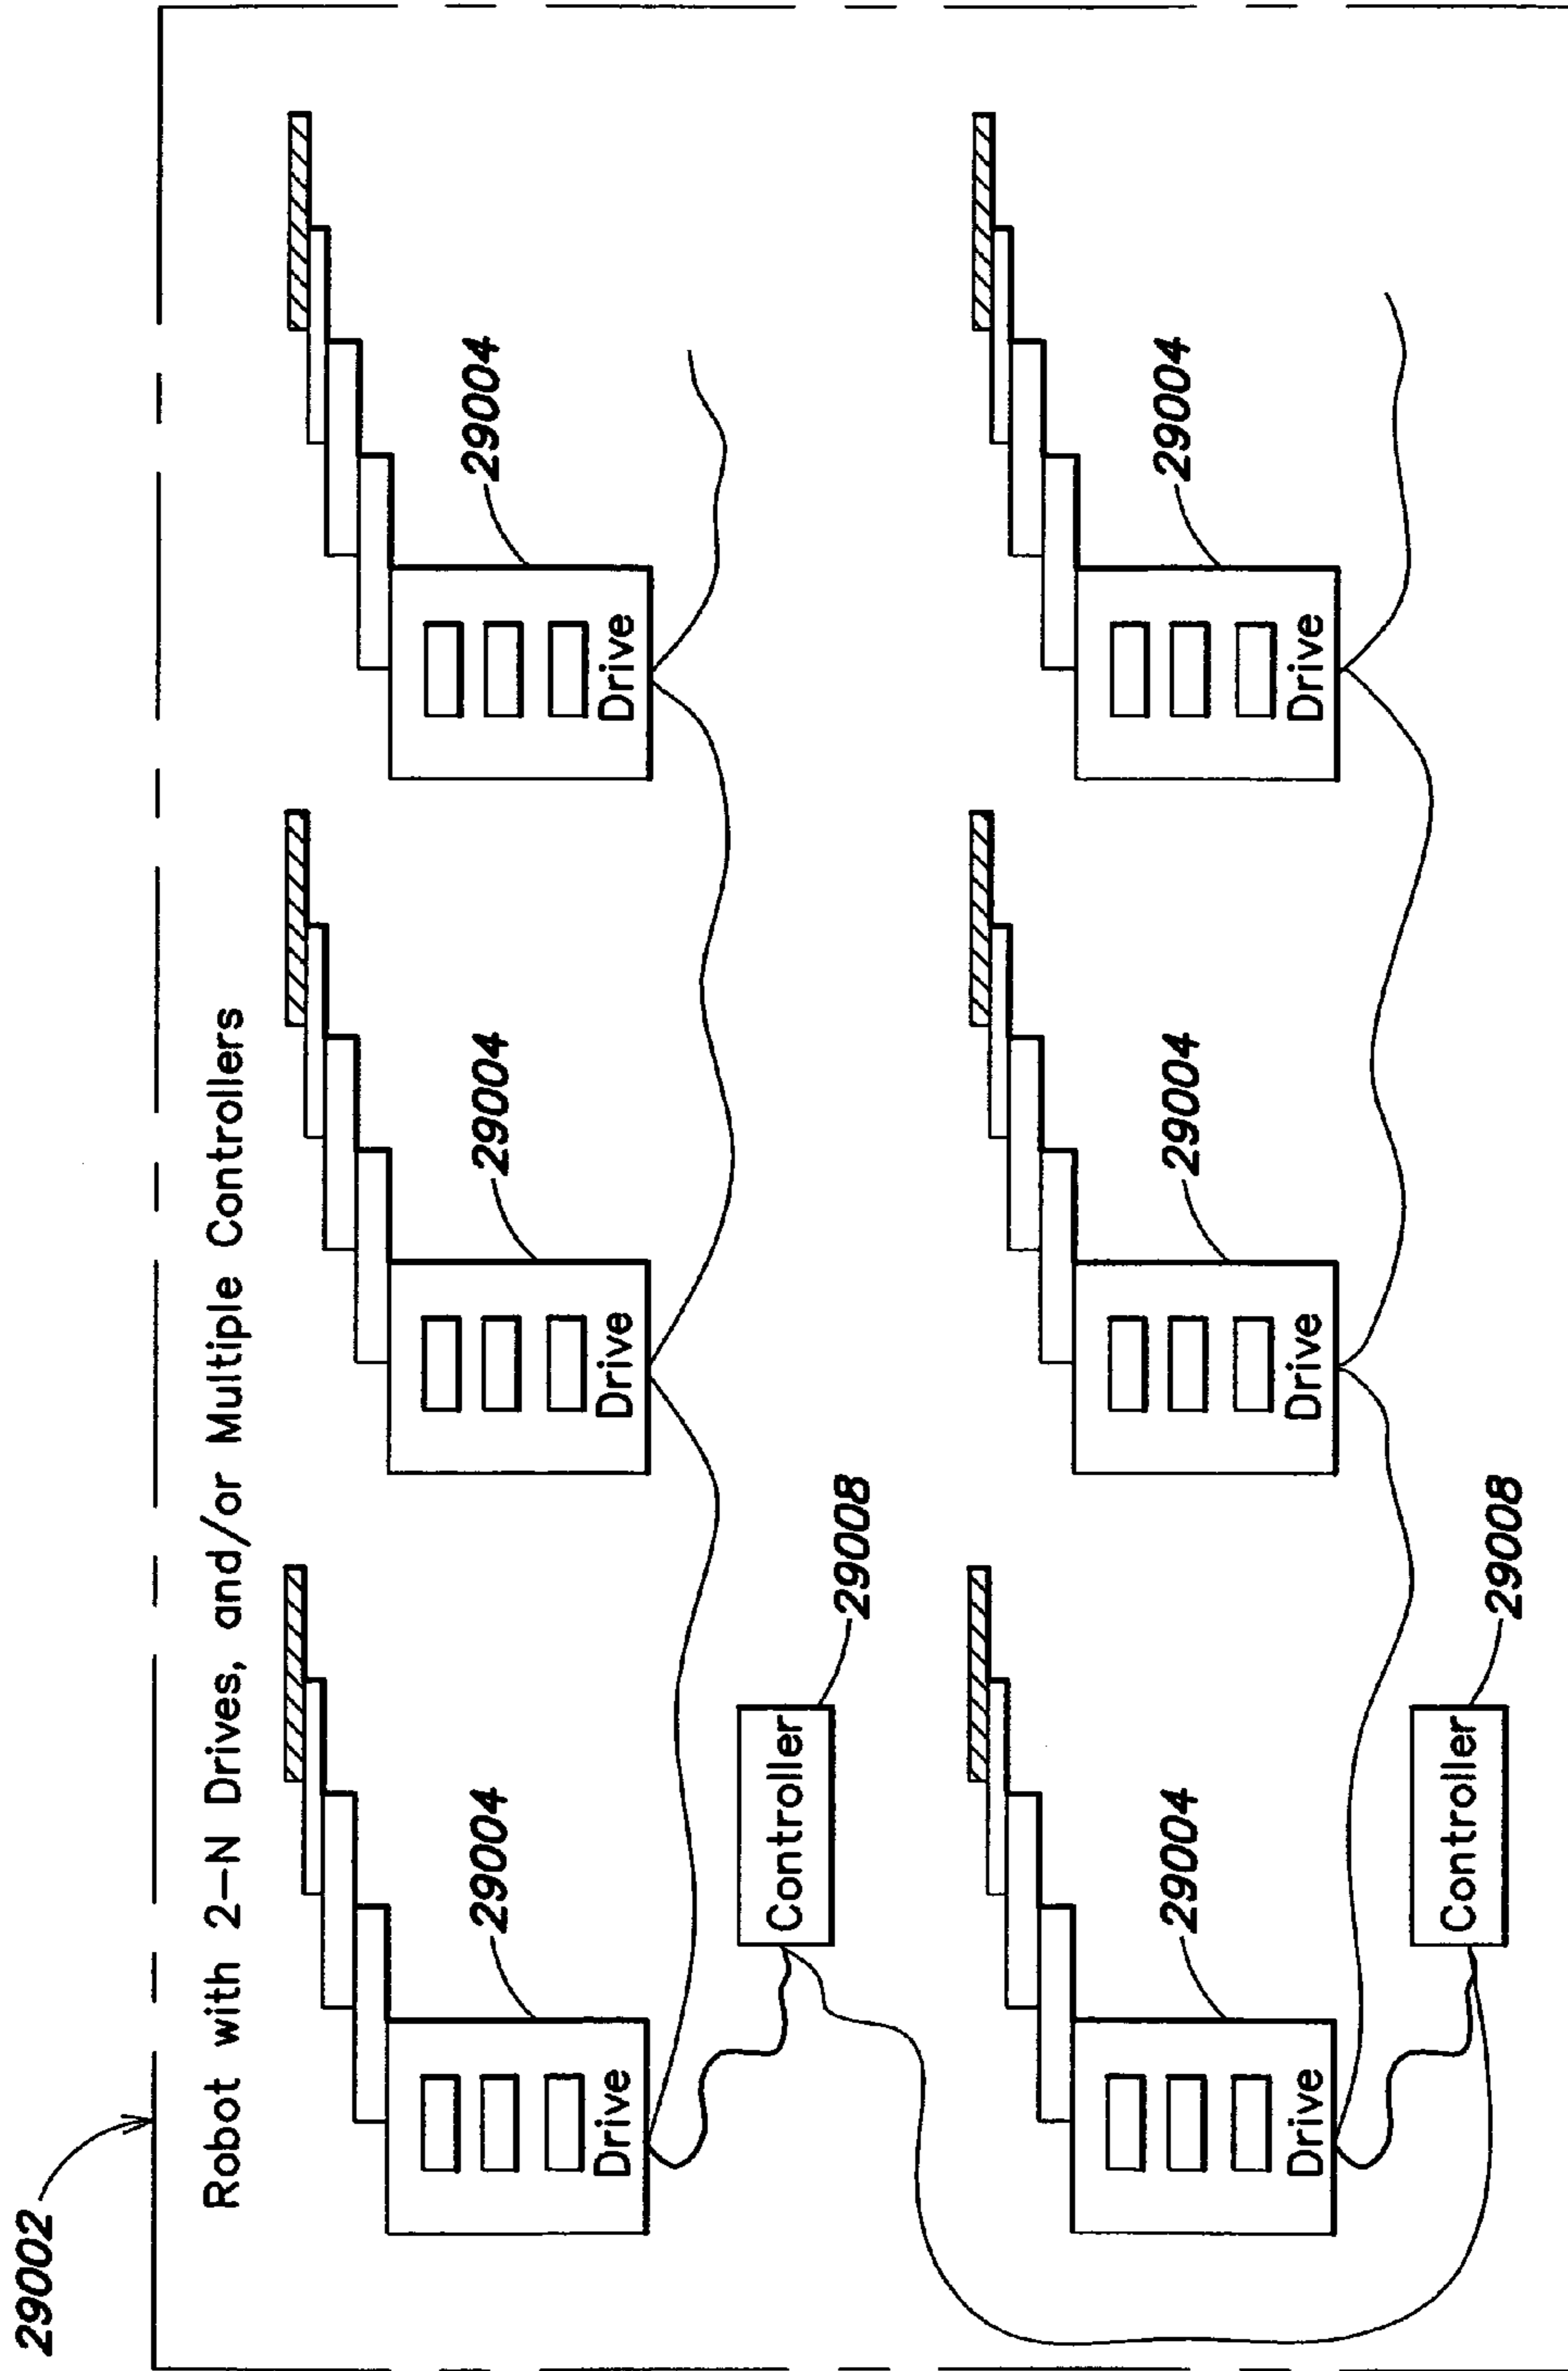 29002
Robot with 2-N Drives, and/or Multiple Controllers
29004
29004
29004
Drive
Drive
Drive
Controller
29008
29004
29004
29004
Drive
Drive
Drive
Controller
29008